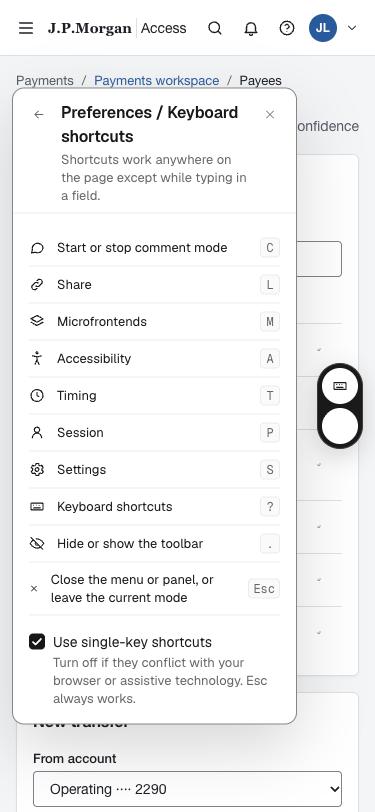 J.P.Morgan Access
JL
Payments / Payments workspace / Payees
Preferences / Keyboard
shortcuts
Shortcuts work anywhere on
the page except while typing in
a field.
onfidence
Start or stop comment mode C
Share L
Microfrontends M
Accessibility A
Timing T
Session P
Settings S
Keyboard shortcuts ?
Hide or show the toolbar .
Close the menu or panel, or
leave the current mode Esc
Use single-key shortcuts
Turn off if they conflict with your
browser or assistive technology. Esc
always works.
New transfer
From account
Operating ···· 2290